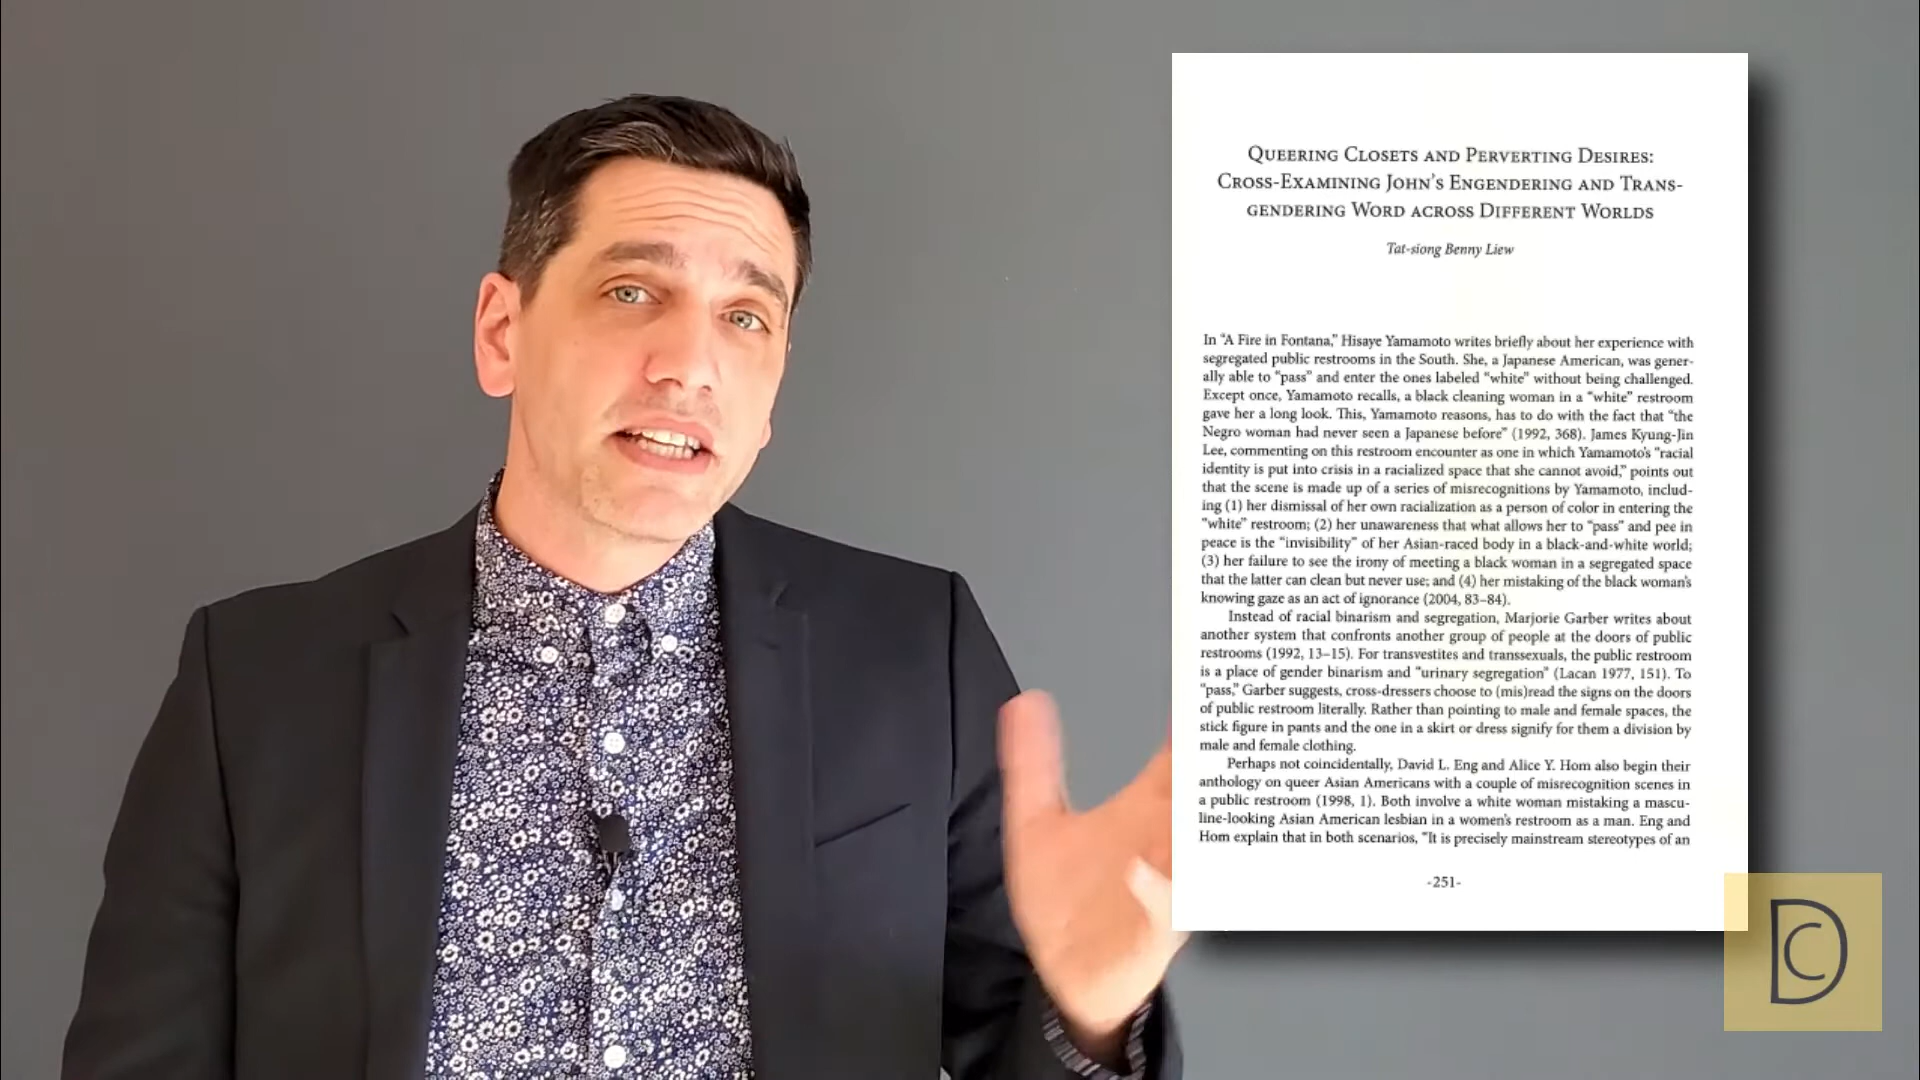 QUEERING CLOSETS AND PERVERTING DESIRES:
CROSS-EXAMINING JOHN'S ENGENDERING AND TRANS-
GENDERING WORD ACROSS DIFFERENT WORLDS
Tat-siong Benny Liew
In “A Fire in Fontana,” Hisaye Yamamoto writes briefly about her experience with
segregated public restrooms in the South. She, a Japanese American, was gener-
ally able to “pass” and enter the ones labeled “white” without being challenged.
Except once, Yamamoto recalls, a black cleaning woman in a “white” restroom
gave her a long look. This, Yamamoto reasons, has to do with the fact that “the
Negro woman had never seen a Japanese before” (1992, 368). James Kyung-Jin
Lee, commenting on this restroom encounter as one in which Yamamoto's “racial
identity is put into crisis in a racialized space that she cannot avoid,” points out
that the scene is made up of a series of misrecognitions by Yamamoto, includ-
ing (1) her dismissal of her own racialization as a person of color in entering the
“white” restroom; (2) her unawareness that what allows her to “pass” and pee in
peace is the “invisibility” of her Asian-raced body in a black-and-white world;
(3) her failure to see the irony of meeting a black woman in a segregated space
that the latter can clean but never use; and (4) her mistaking of the black woman's
knowing gaze as an act of ignorance (2004, 83–84).
Instead of racial binarism and segregation, Marjorie Garber writes about
another system that confronts another group of people at the doors of public
restrooms (1992, 13–15). For transvestites and transsexuals, the public restroom
is a place of gender binarism and “urinary segregation” (Lacan 1977, 151). To
“pass,” Garber suggests, cross-dressers choose to (mis)read the signs on the doors
of public restroom literally. Rather than pointing to male and female spaces, the
stick figure in pants and the one in a skirt or dress signify for them a division by
male and female clothing.
Perhaps not coincidentally, David L. Eng and Alice Y. Hom also begin their
anthology on queer Asian Americans with a couple of misrecognition scenes in
a public restroom (1998, 1). Both involve a white woman mistaking a mascu-
line-looking Asian American lesbian in a women's restroom as a man. Eng and
Hom explain that in both scenarios, “It is precisely mainstream stereotypes of an
-251-
DC